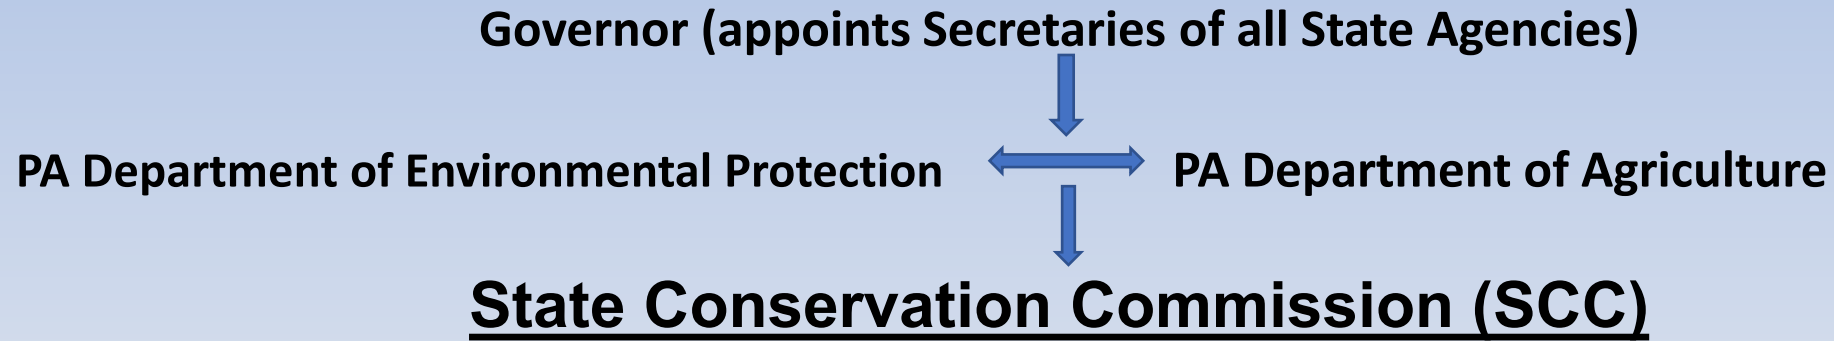 Governor (appoints Secretaries of all State Agencies)
PA Department of Environmental Protection PA Department of Agriculture
State Conservation Commission (SCC)